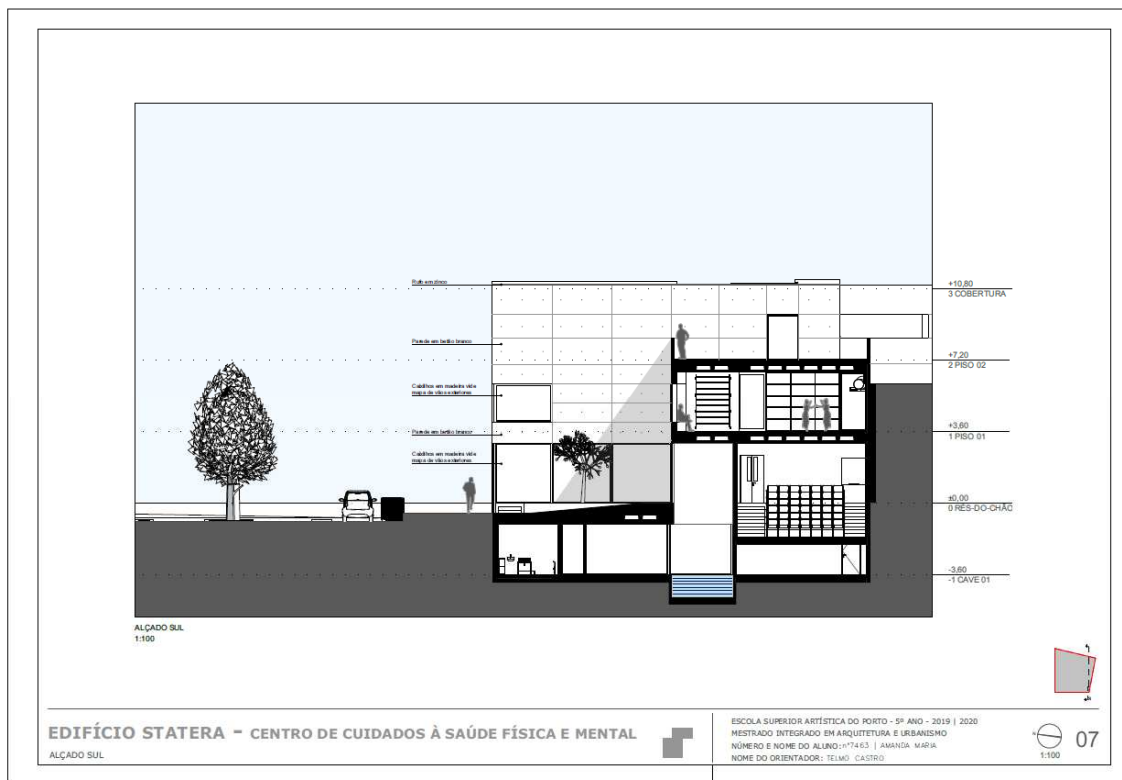 Rufo em zinco
Parede em betão branco
Caixilhos em madeira vide
mapa de vãos exteriores
Parede em betão branco
Caixilhos em madeira vide
mapa de vãos exteriores
+10,80
3 COBERTURA
+7,20
2 PISO 02
+3,60
1 PISO 01
±0,00
0 RÉS-DO-CHÃO
-3,60
-1 CAVE 01
ALÇADO SUL
1:100
EDIFÍCIO STATERA - CENTRO DE CUIDADOS À SAÚDE FÍSICA E MENTAL
ALÇADO SUL
ESCOLA SUPERIOR ARTÍSTICA DO PORTO - 5º ANO - 2019 | 2020
MESTRADO INTEGRADO EM ARQUITETURA E URBANISMO
NÚMERO E NOME DO ALUNO: nº7463 | AMANDA MARIA
NOME DO ORIENTADOR: TELMO CASTRO
N
1:100
07